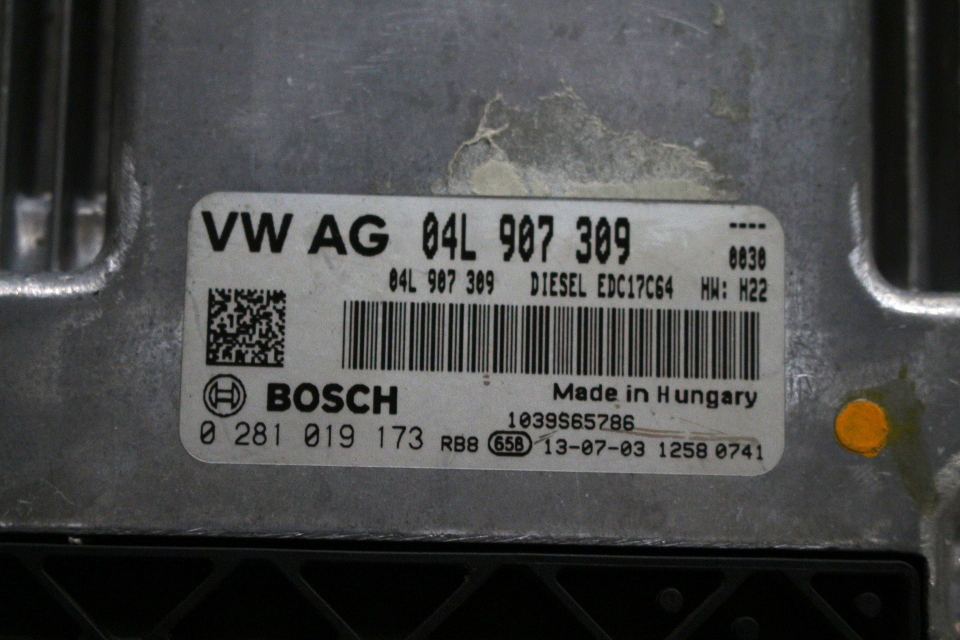 VW AG 04L 907 309 ----
0030
04L 907 309 DIESEL EDC17C64 HW: H22
BOSCH Made in Hungary
1039S65786
0 281 019 173 RB8 65B 13-07-03 1258 0741